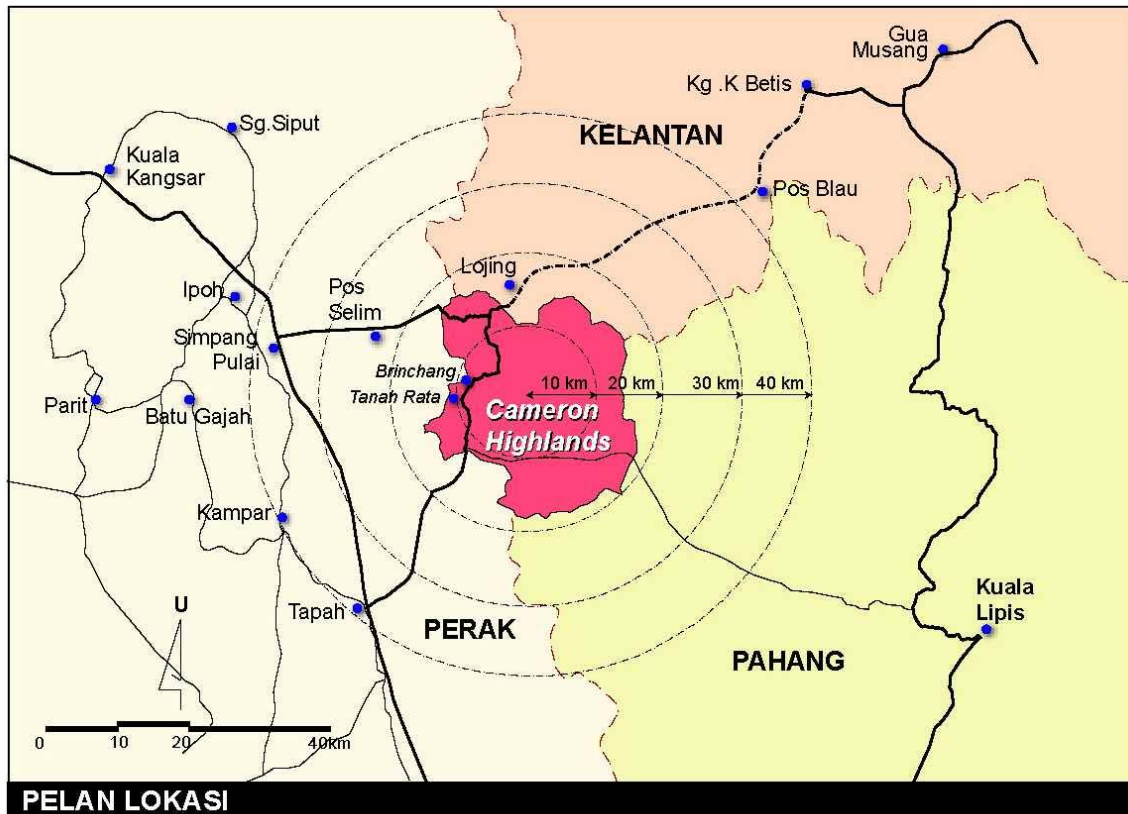 Gua
Musang
Kg .K Betis
KELANTAN
Sg.Siput
Kuala
Kangsar
Pos Blau
Lojing
Ipoh
Pos
Selim
Simpang
Pulai
Brinchang
Tanah Rata
10 km
20 km
30 km
40 km
Parit
Batu Gajah
Cameron
Highlands
Kampar
Tapah
U
PERAK
Kuala
Lipis
PAHANG
0
10
20
40km
PELAN LOKASI